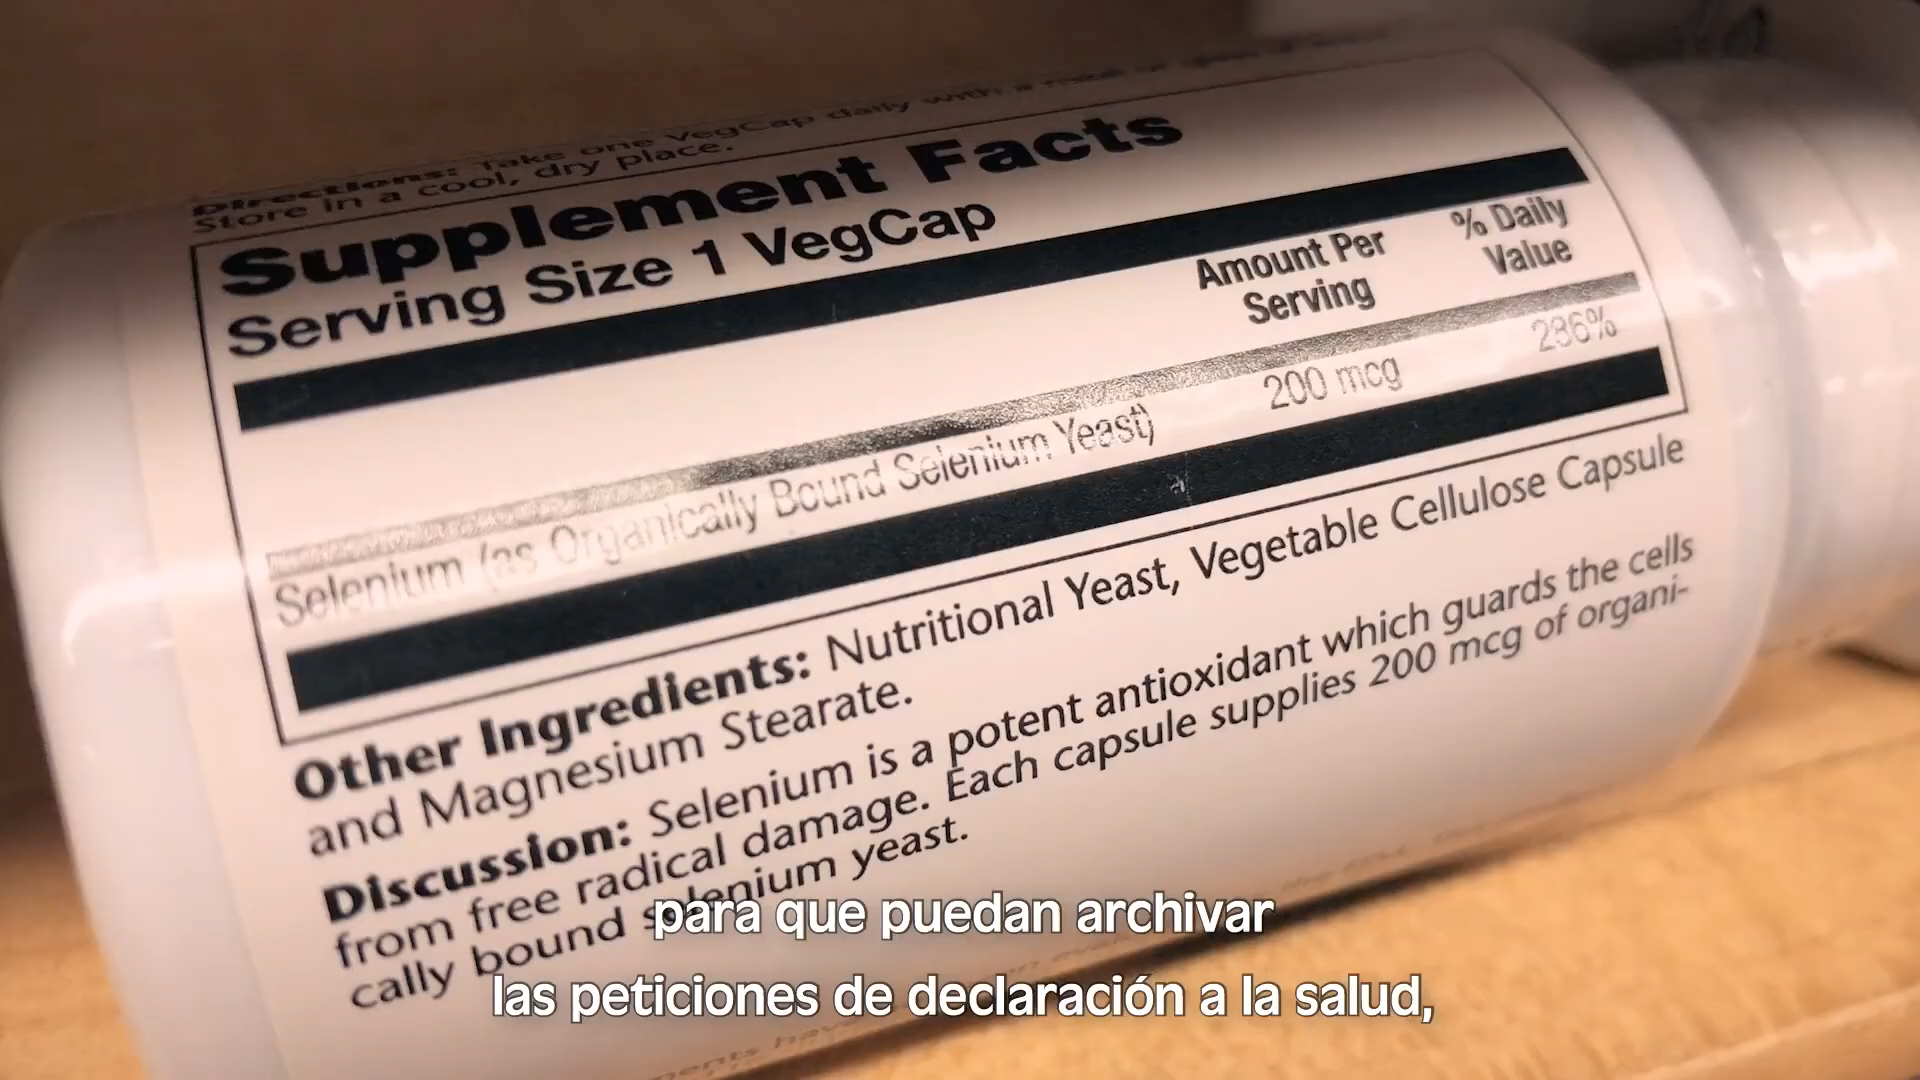 Directions: Take one VegCap daily with a meal or glass of
Store in a cool, dry place.
Supplement Facts
Serving Size 1 VegCap
Amount Per Serving
% Daily Value
Selenium (as Organically Bound Selenium Yeast) 200 mcg 286%
Other Ingredients: Nutritional Yeast, Vegetable Cellulose Capsule
and Magnesium Stearate.
Discussion: Selenium is a potent antioxidant which guards the cells
from free radical damage. Each capsule supplies 200 mcg of organi-
cally bound selenium yeast.
para que puedan archivar
las peticiones de declaración a la salud,